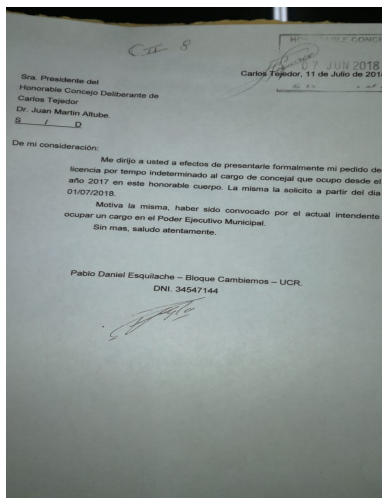 CIE 8
HONORABLE CONCE
07 JUN 2018
Carlos Tejedor, 11 de Julio de 201
Sra. Presidente del
Honorable Concejo Deliberante de
Carlos Tejedor
Dr. Juan Martin Altube.
S / D
De mi consideración:
Me dirijo a usted a efectos de presentarle formalmente mi pedido de
licencia por tempo indeterminado al cargo de concejal que ocupo desde el
año 2017 en este honorable cuerpo. La misma la solicito a partir del día
01/07/2018.
Motiva la misma, haber sido convocado por el actual intendente
ocupar un cargo en el Poder Ejecutivo Municipal.
Sin mas, saludo atentamente.
Pablo Daniel Esquilache – Bloque Cambiemos – UCR.
DNI. 34547144